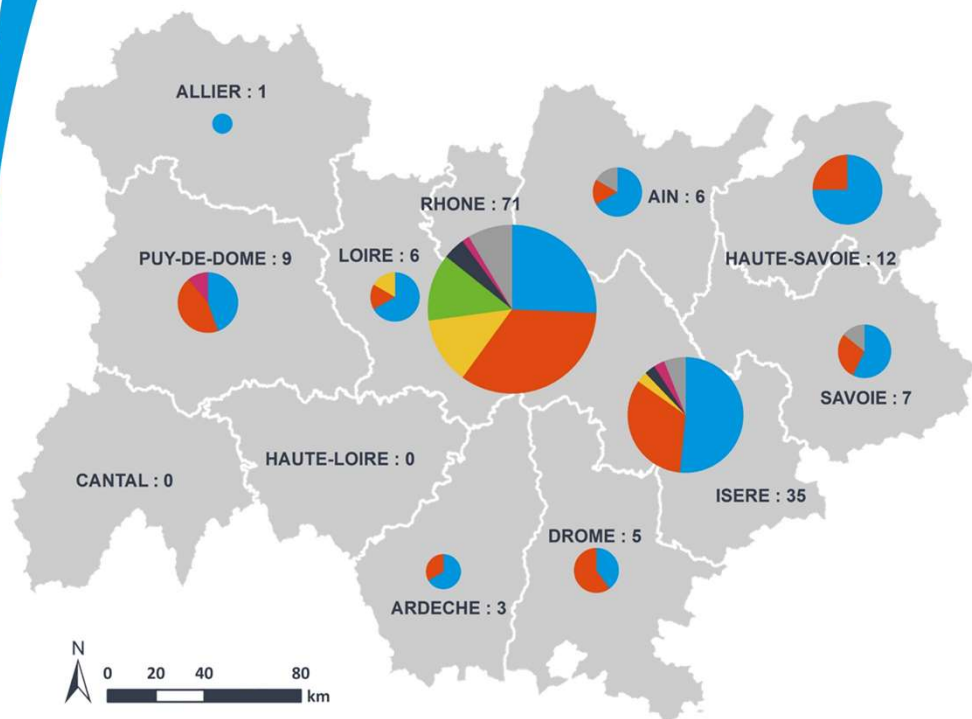 ALLIER : 1
RHONE : 71
AIN : 6
PUY-DE-DOME : 9
LOIRE : 6
HAUTE-SAVOIE : 12
SAVOIE : 7
HAUTE-LOIRE : 0
CANTAL : 0
ISERE : 35
DROME : 5
ARDECHE : 3
N
0 20 40 80
km